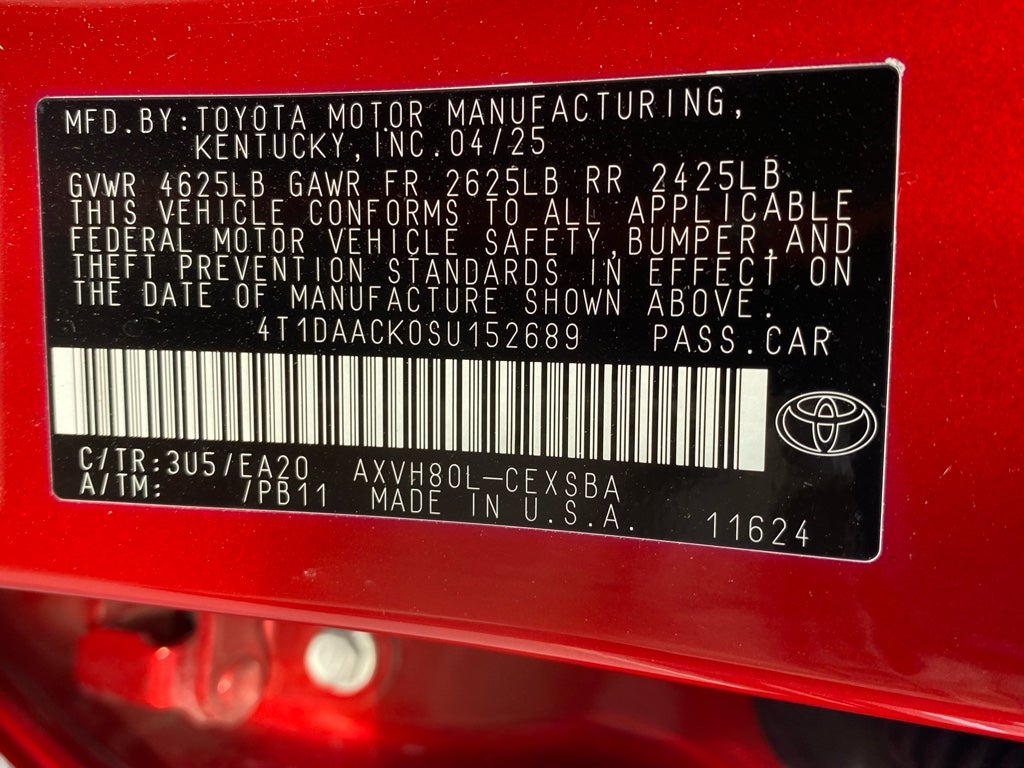 MFD.BY:TOYOTA MOTOR MANUFACTURING,
KENTUCKY,INC.04/25
GVWR 4625LB GAWR FR 2625LB RR 2425LB
THIS VEHICLE CONFORMS TO ALL APPLICABLE
FEDERAL MOTOR VEHICLE SAFETY,BUMPER,AND
THEFT PREVENTION STANDARDS IN EFFECT ON
THE DATE OF MANUFACTURE SHOWN ABOVE.
4T1DAACK0SU152689 PASS.CAR
C/TR:3U5/EA20 AXVH80L-CEXSBA
A/TM: /PB11 MADE IN U.S.A. 11624